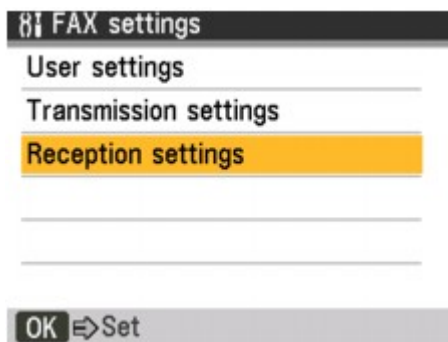 FAX settings
User settings
Transmission settings
Reception settings
OK ⇨Set